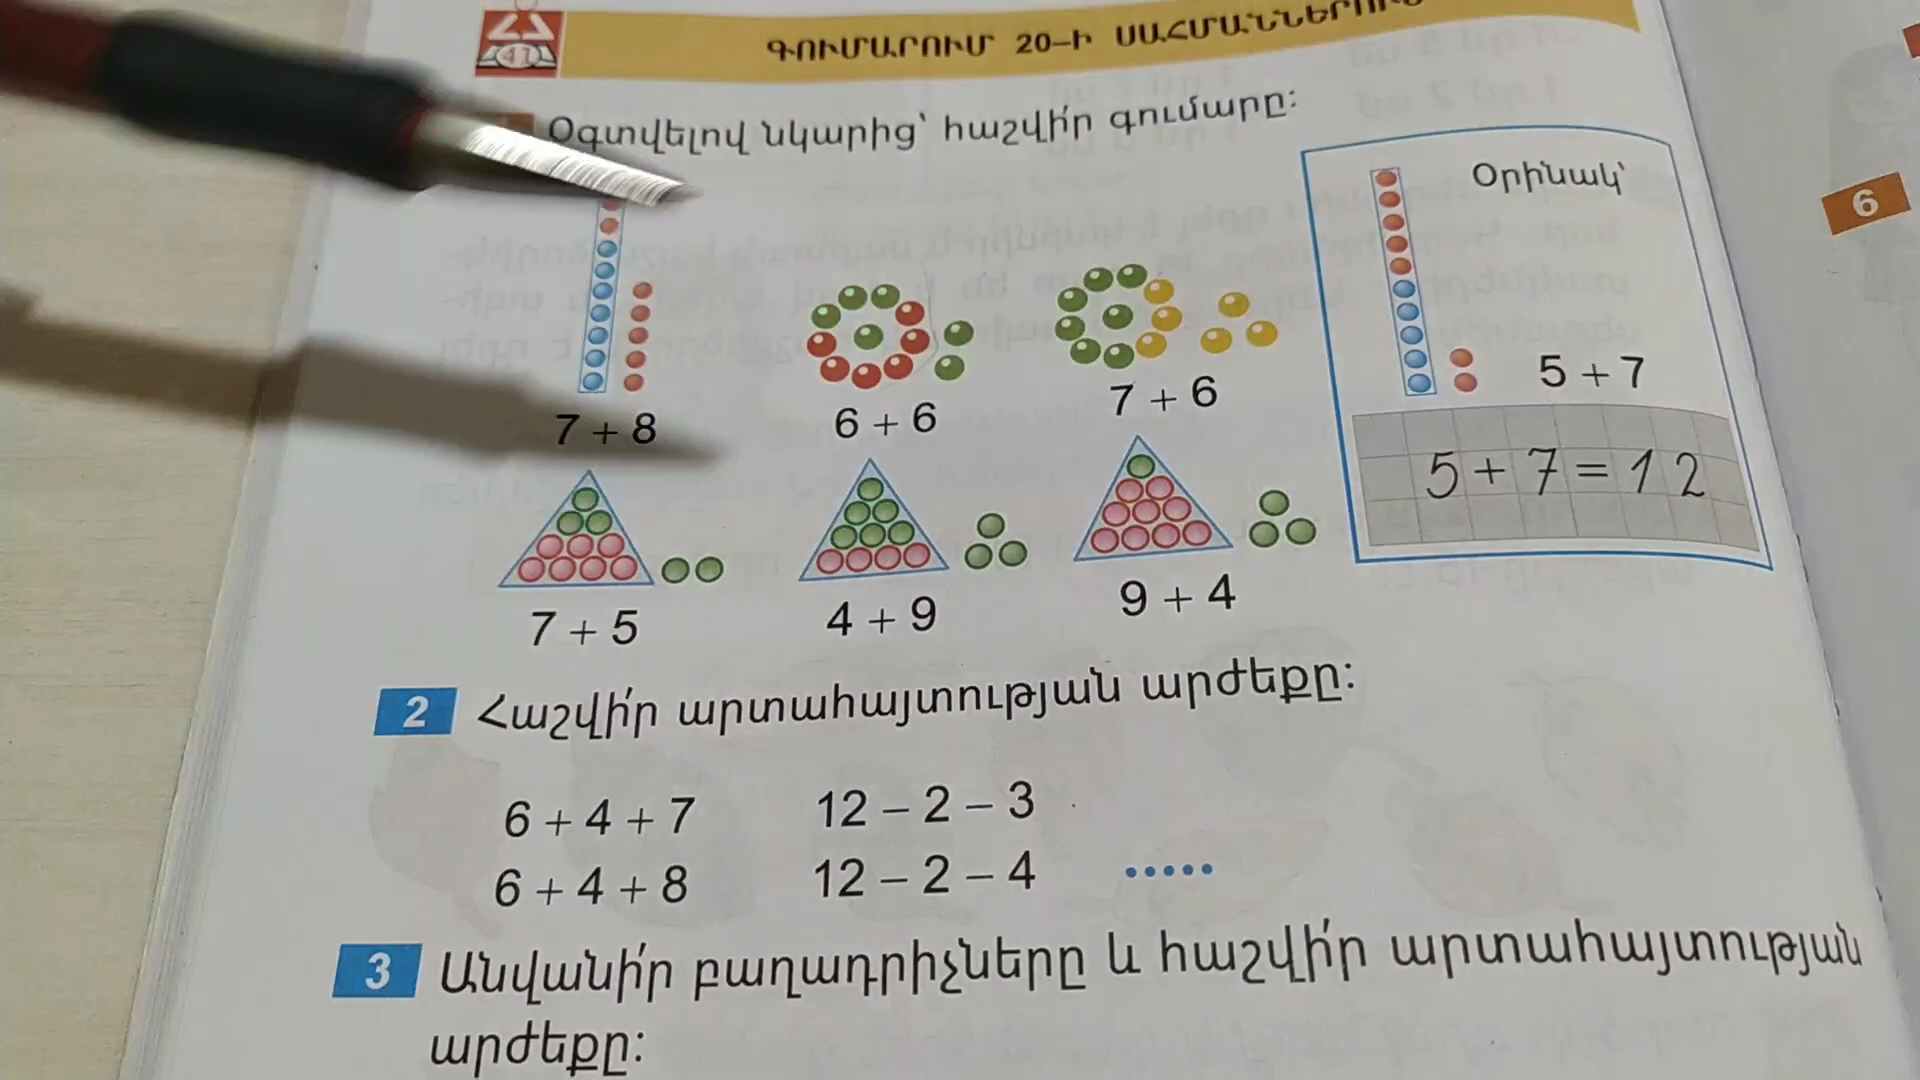 41
ԳՈՒՄԱՐՈՒՄ 20–Ի ՍԱՀՄԱՆՆԵՐՈՒՄ
Օգտվելով նկարից՝ հաշվի՛ր գումարը։
Օրինակ՝
6
7 + 8
6 + 6
7 + 6
5 + 7
5 + 7 = 12
7 + 5
4 + 9
9 + 4
2 Հաշվի՛ր արտահայտության արժեքը։
6 + 4 + 7 12 – 2 – 3
6 + 4 + 8 12 – 2 – 4 .....
3 Անվանի՛ր բաղադրիչները և հաշվի՛ր արտահայտության
արժեքը։